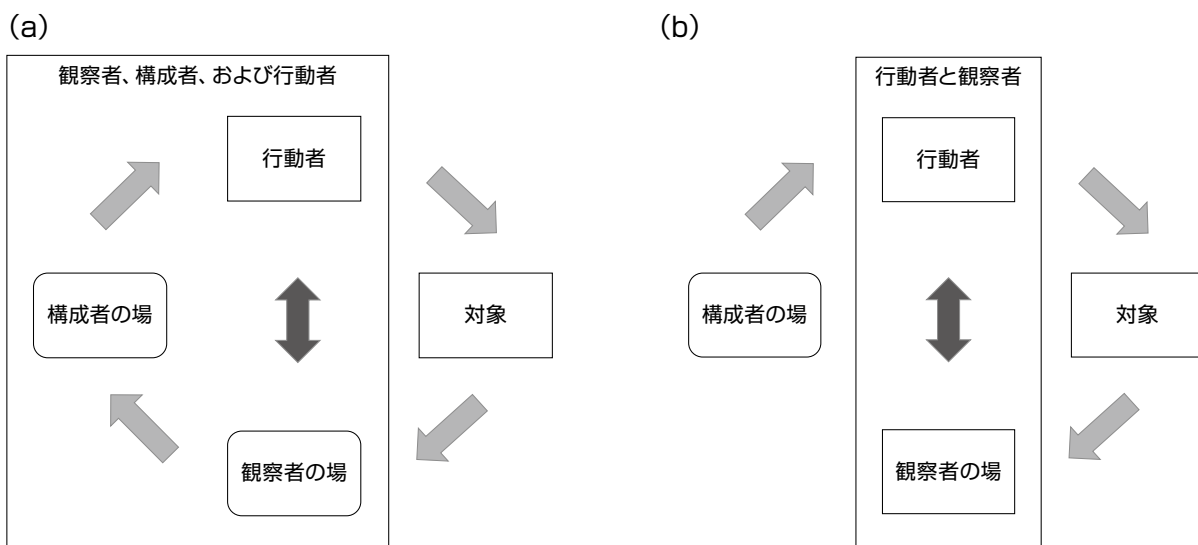 (a)
観察者、構成者、および行動者
行動者
構成者の場
対象
観察者の場
(b)
行動者と観察者
行動者
構成者の場
対象
観察者の場